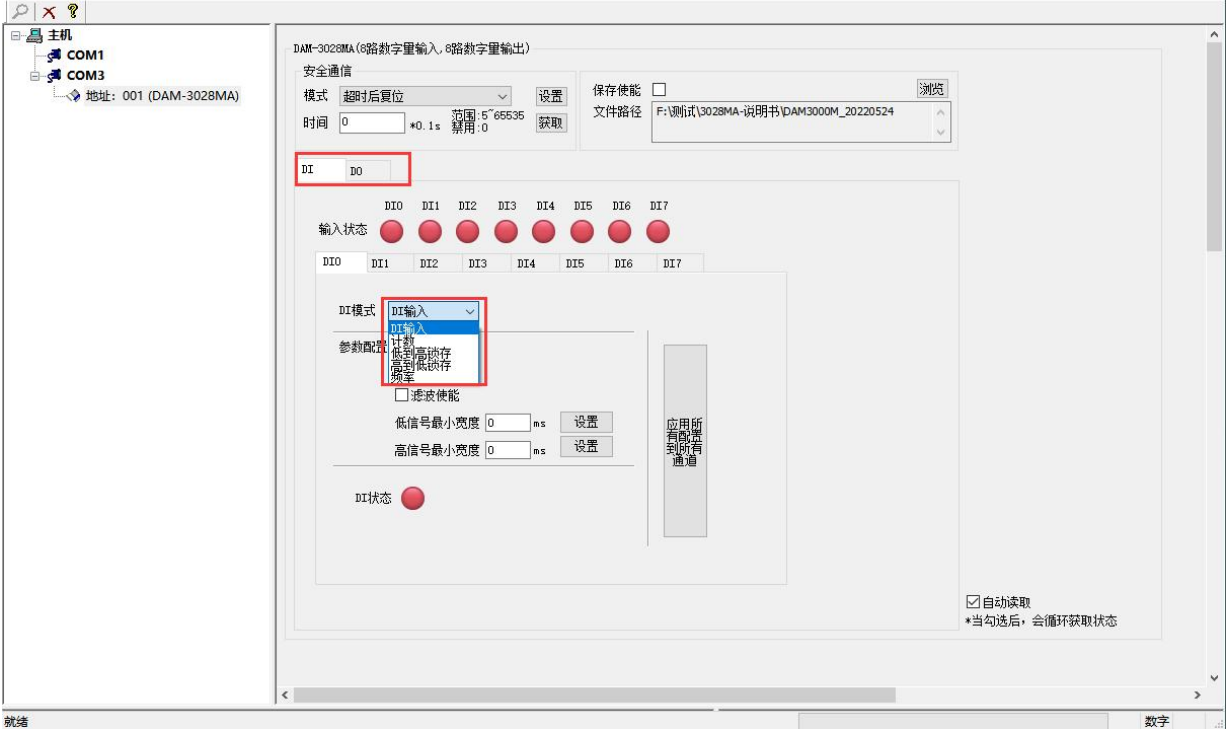 主机
COM1
COM3
地址：001 (DAM-3028MA)
DAM-3028MA(8路数字量输入,8路数字量输出)
安全通信
模式 超时后复位 设置
时间 0 *0.1s 范围:5~65535 禁用:0 获取
保存使能 浏览
文件路径 F:\测试\3028MA-说明书\DAM3000M_20220524
DI DO
DI0 DI1 DI2 DI3 DI4 DI5 DI6 DI7
输入状态
DI0 DI1 DI2 DI3 DI4 DI5 DI6 DI7
DI模式 DI输入
DI输入
计数
低到高锁存
高到低锁存
频率
参数配置
滤波使能
低信号最小宽度 0 ms 设置
高信号最小宽度 0 ms 设置
应用所
有配置
到所有
通道
DI状态
自动读取
*当勾选后，会循环获取状态
就绪 数字